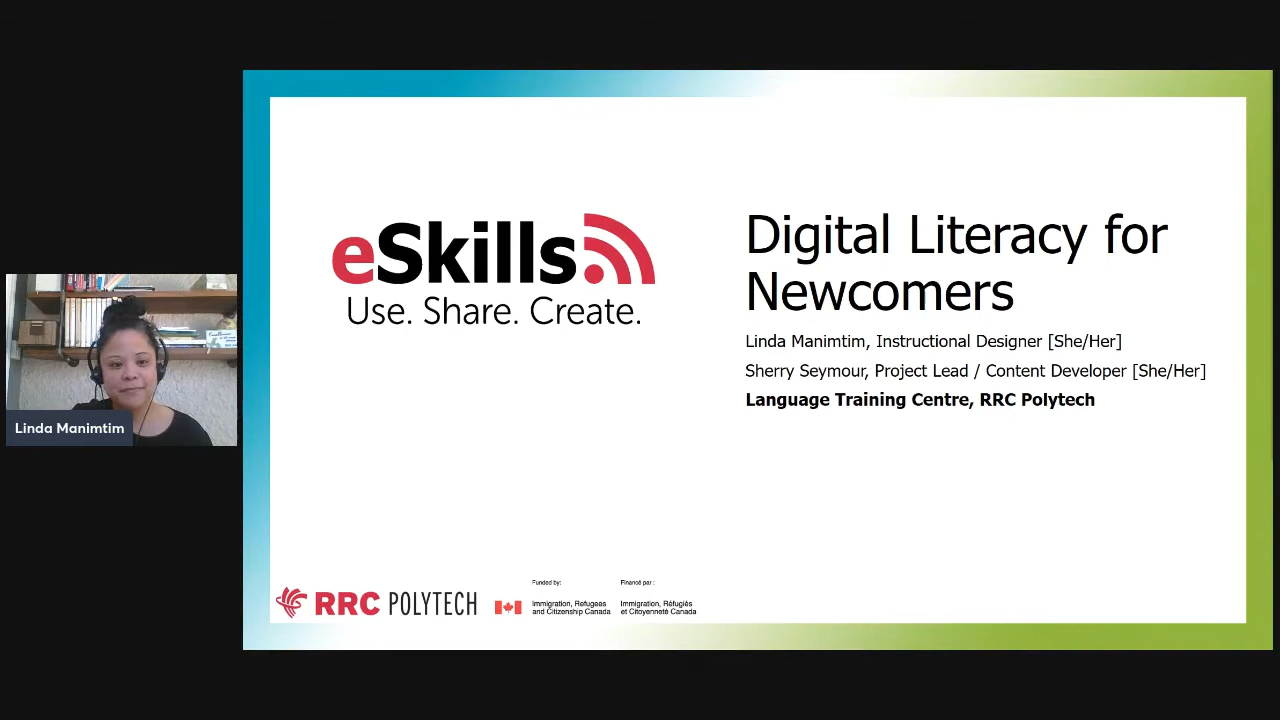 eSkills
Use. Share. Create.
Digital Literacy for
Newcomers
Linda Manimtim, Instructional Designer [She/Her]
Sherry Seymour, Project Lead / Content Developer [She/Her]
Language Training Centre, RRC Polytech
Linda Manimtim
RRC POLYTECH
Funded by:
Immigration, Refugees
and Citizenship Canada
Financé par :
Immigration, Réfugiés
et Citoyenneté Canada